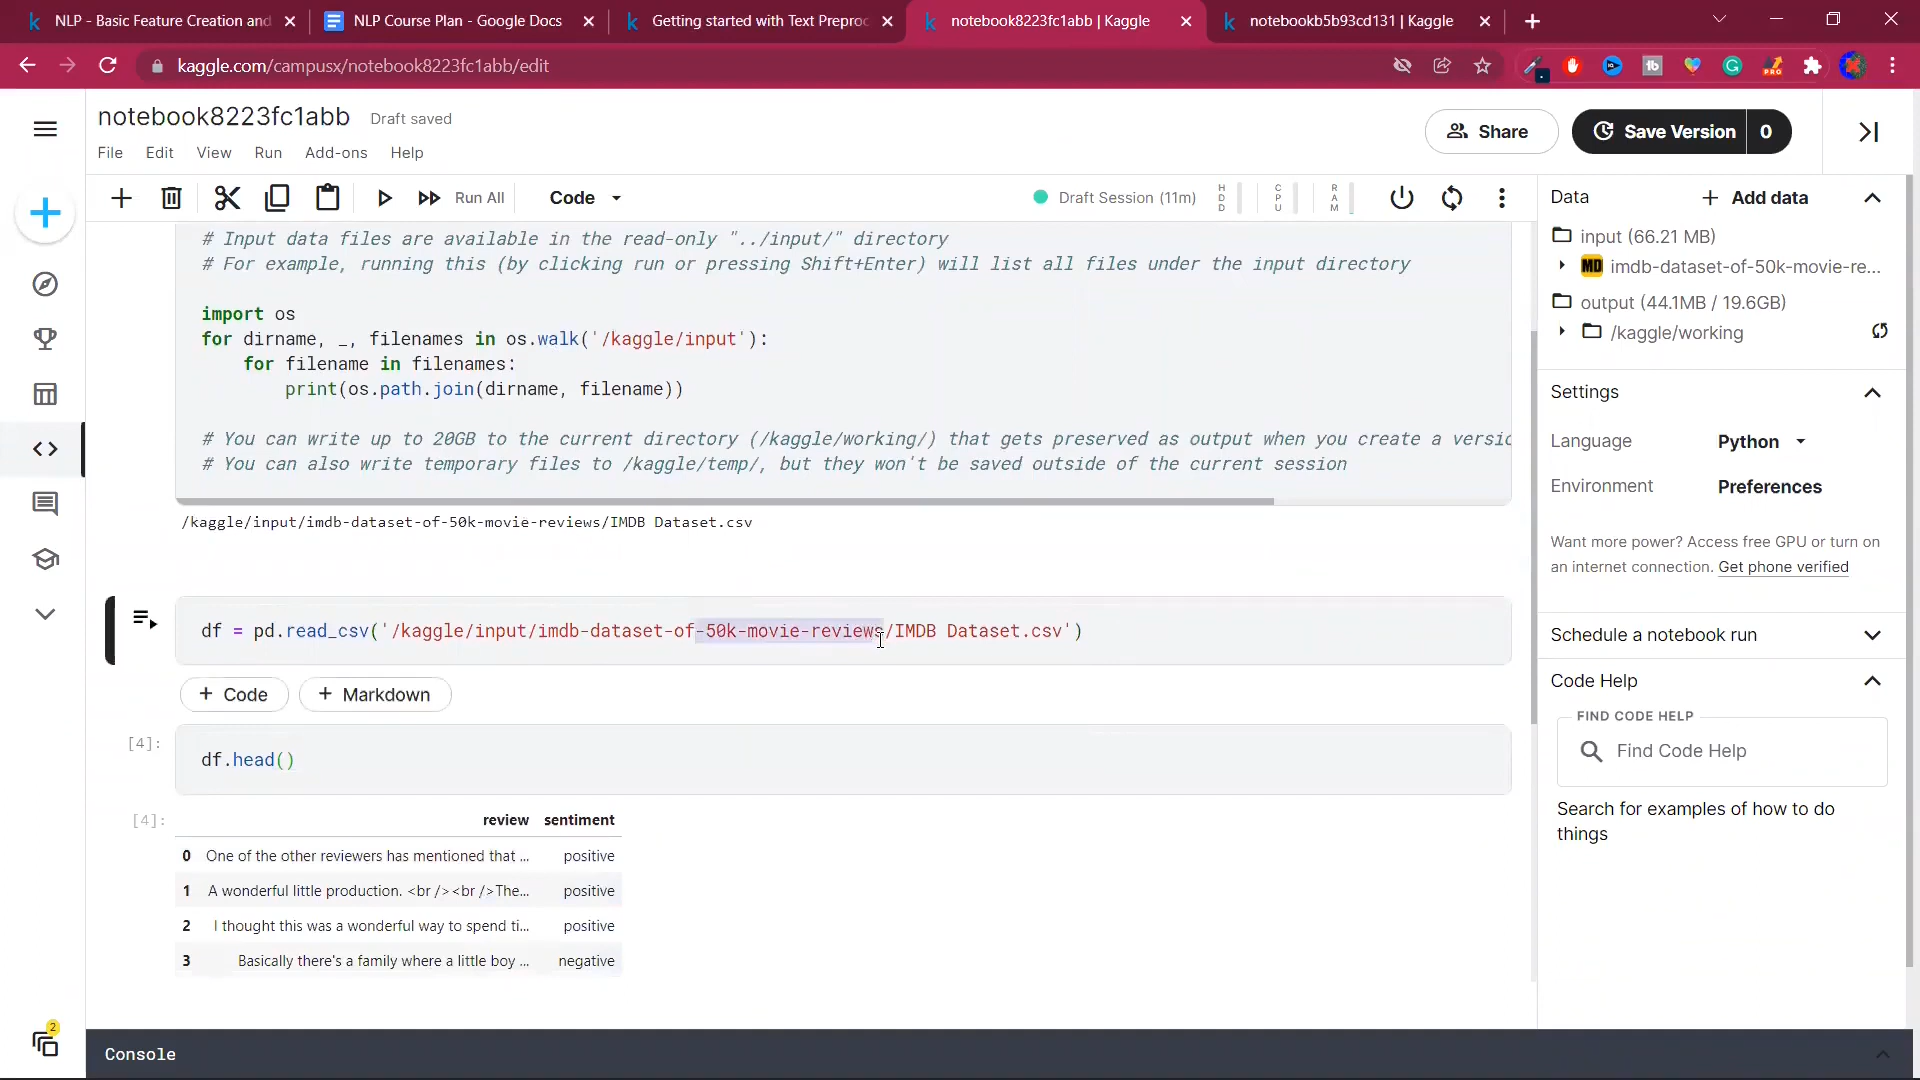 NLP - Basic Feature Creation and
NLP Course Plan - Google Docs
Getting started with Text Preproc
notebook8223fc1abb | Kaggle
notebookb5b93cd131 | Kaggle
kaggle.com/campusx/notebook8223fc1abb/edit
notebook8223fc1abb Draft saved
File Edit View Run Add-ons Help
Share
Save Version 0
Run All
Code
Draft Session (11m)
HDD
CPU
RAM
# Input data files are available in the read-only "../input/" directory
# For example, running this (by clicking run or pressing Shift+Enter) will list all files under the input directory
import os
for dirname, _, filenames in os.walk('/kaggle/input'):
for filename in filenames:
print(os.path.join(dirname, filename))
# You can write up to 20GB to the current directory (/kaggle/working/) that gets preserved as output when you create a versio
# You can also write temporary files to /kaggle/temp/, but they won't be saved outside of the current session
/kaggle/input/imdb-dataset-of-50k-movie-reviews/IMDB Dataset.csv
df = pd.read_csv('/kaggle/input/imdb-dataset-of-50k-movie-reviews/IMDB Dataset.csv')
+ Code + Markdown
[4]:
df.head()
[4]:
review sentiment
0 One of the other reviewers has mentioned that ... positive
1 A wonderful little production. <br /><br />The... positive
2 I thought this was a wonderful way to spend ti... positive
3 Basically there's a family where a little boy ... negative
Console
2
Data
+ Add data
input (66.21 MB)
MD imdb-dataset-of-50k-movie-re...
output (44.1MB / 19.6GB)
/kaggle/working
Settings
Language Python
Environment Preferences
Want more power? Access free GPU or turn on
an internet connection. Get phone verified
Schedule a notebook run
Code Help
FIND CODE HELP
Find Code Help
Search for examples of how to do
things